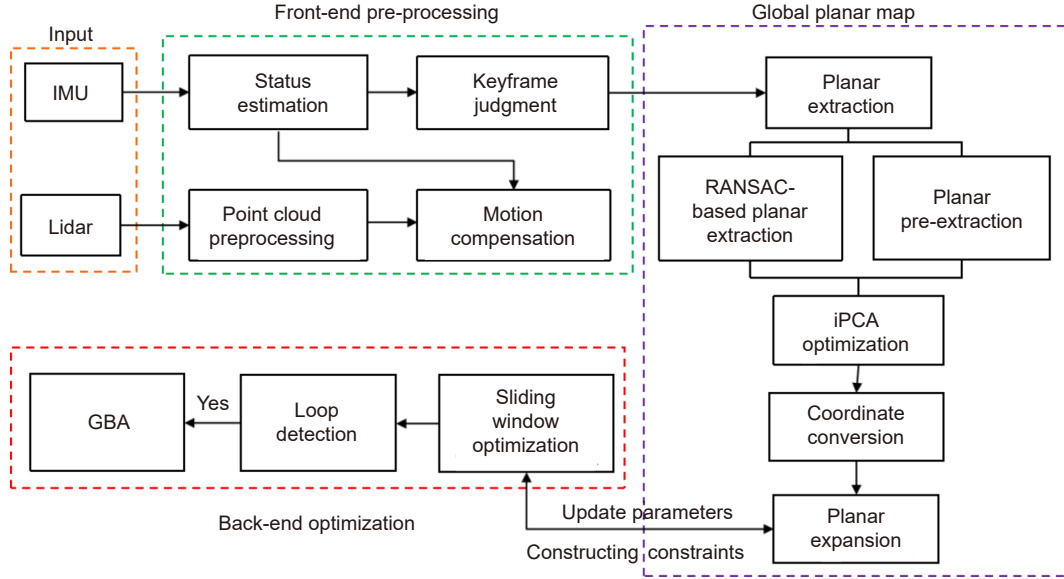 Front-end pre-processing
Global planar map
Input
IMU
Status
estimation
Keyframe
judgment
Planar
extraction
Lidar
Point cloud
preprocessing
Motion
compensation
RANSAC-
based planar
extraction
Planar
pre-extraction
iPCA
optimization
GBA
Yes
Loop
detection
Sliding
window
optimization
Coordinate
conversion
Back-end optimization
Update parameters
Constructing constraints
Planar
expansion